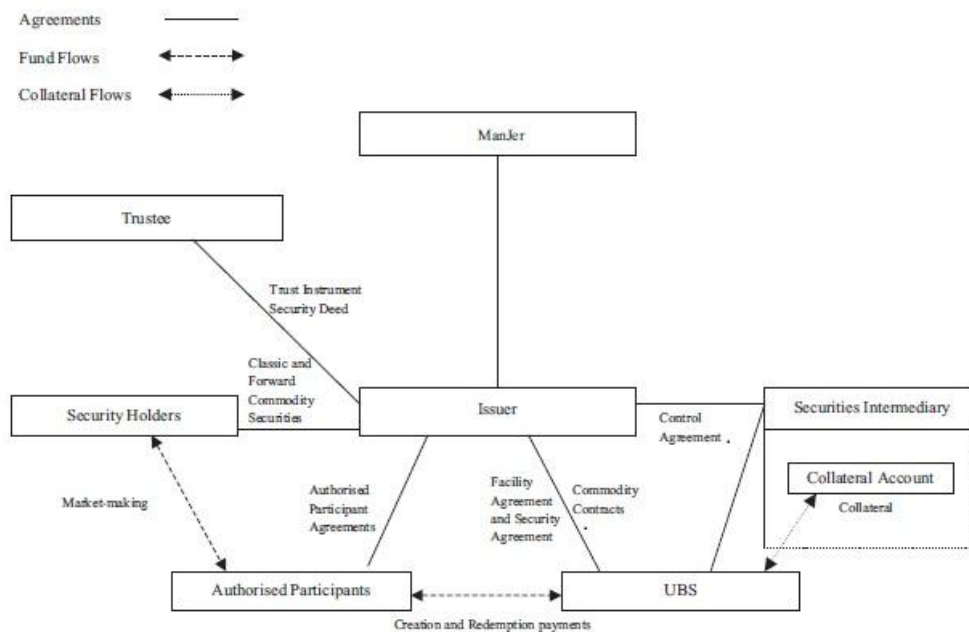 Agreements
Fund Flows
Collateral Flows
ManJer
Trustee
Trust Instrument
Security Deed
Classic and
Forward
Commodity
Securities
Security Holders
Issuer
Securities Intermediary
Control
Agreement
Collateral Account
Collateral
Market-making
Authorised
Participant
Agreements
Facility
Agreement
and Security
Agreement
Commodity
Contracts
Authorised Participants
UBS
Creation and Redemption payments